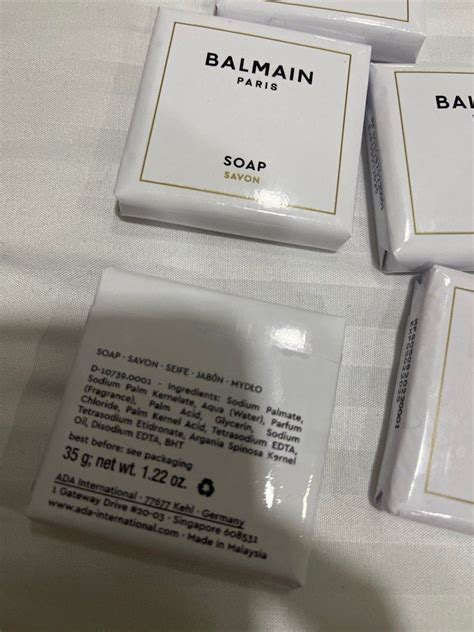 BALMAIN
PARIS
SOAP
SAVON
BA
SOAP · SAVON · SEIFE · JABÓN · MYDŁO
D-10739.0001 · Ingredients: Sodium Palmate,
Sodium Palm Kernelate, Aqua (Water), Parfum
(Fragrance), Palm Acid, Glycerin, Sodium
Chloride, Palm Kernel Acid, Tetrasodium EDTA,
Tetrasodium Etidronate, Argania Spinosa Kernel
Oil, Disodium EDTA, BHT
best before: see packaging
35 g; net wt. 1.22 oz.
ADA International · 77677 Kehl · Germany
1 Gateway Drive #20-03 · Singapore 608531
www.ada-international.com · Made in Malaysia